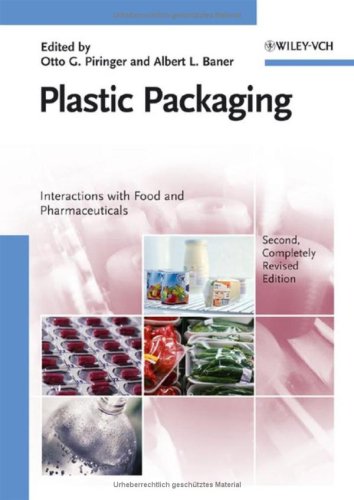 Edited by
Otto G. Piringer and Albert L. Baner
WILEY-VCH
Plastic Packaging
Interactions with Food and
Pharmaceuticals
Second,
Completely
Revised
Edition
Urheberrechtlich geschütztes Material